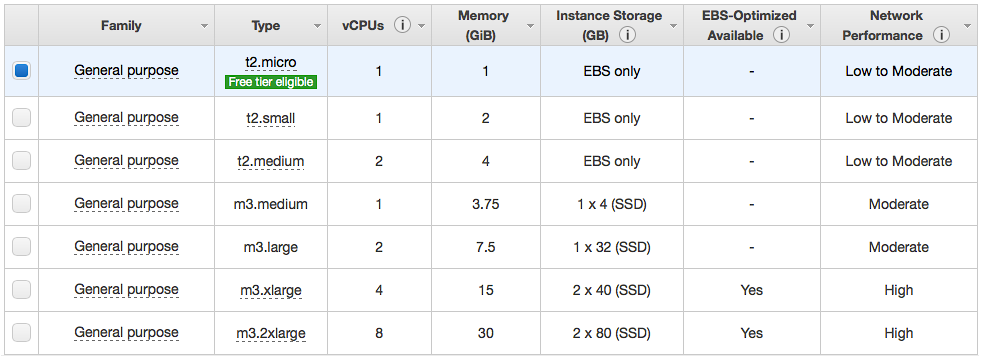 Family Type vCPUs i Memory (GiB) Instance Storage (GB) i EBS-Optimized Available i Network Performance i
General purpose t2.micro Free tier eligible 1 1 EBS only - Low to Moderate
General purpose t2.small 1 2 EBS only - Low to Moderate
General purpose t2.medium 2 4 EBS only - Low to Moderate
General purpose m3.medium 1 3.75 1 x 4 (SSD) - Moderate
General purpose m3.large 2 7.5 1 x 32 (SSD) - Moderate
General purpose m3.xlarge 4 15 2 x 40 (SSD) Yes High
General purpose m3.2xlarge 8 30 2 x 80 (SSD) Yes High